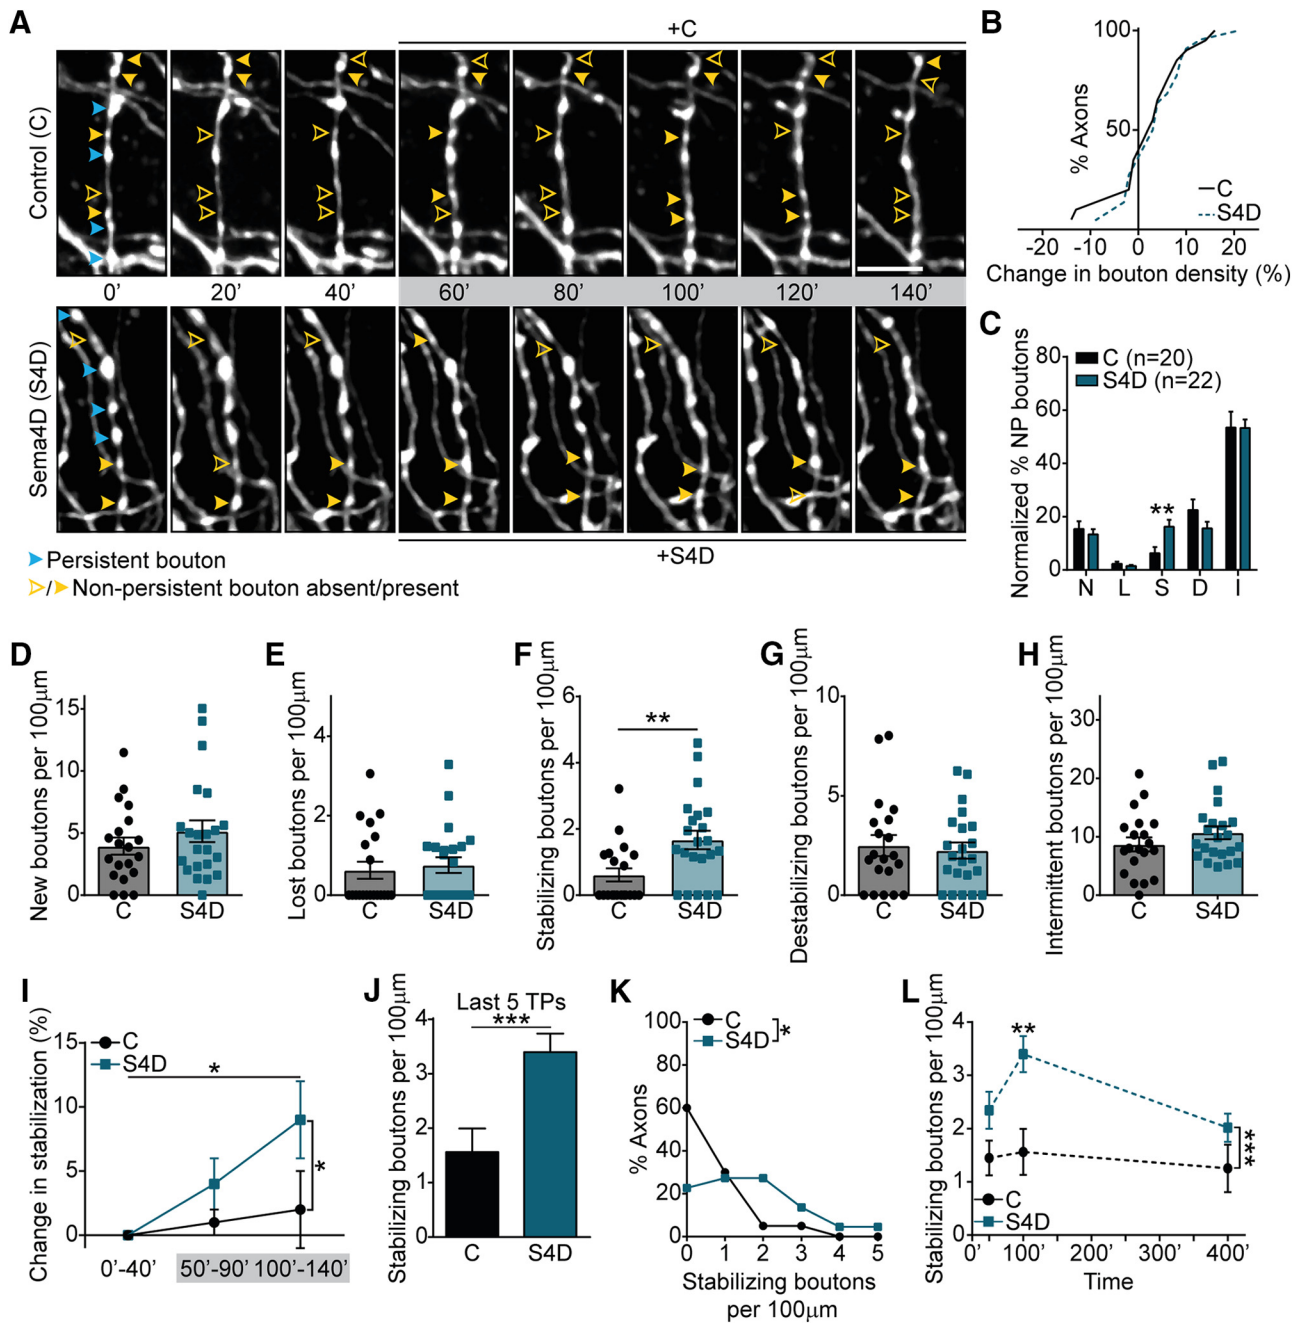 A
+C
Control (C)
0' 20' 40' 60' 80' 100' 120' 140'
Sema4D (S4D)
+S4D
Persistent bouton
/ Non-persistent bouton absent/present
B
100
50
% Axons
C
S4D
-20 -10 0 10 20
Change in bouton density (%)
C
80
60
40
20
0
Normalized % NP boutons
C (n=20)
S4D (n=22)
**
N L S D I
D
New boutons per 100μm
15
10
5
0
C S4D
E
Lost boutons per 100μm
4
2
0
C S4D
F
Stabilizing boutons per 100μm
6
4
2
0
**
C S4D
G
Destabilizing boutons per 100μm
10
5
0
C S4D
H
Intermittent boutons per 100μm
30
20
10
0
C S4D
I
Change in stabilization (%)
15
10
5
0
C
S4D
*
*
0'-40' 50'-90' 100'-140'
J
Stabilizing boutons per 100μm
Last 5 TPs
***
4
3
2
1
0
C S4D
K
% Axons
100
80
60
40
20
0
C
S4D
*
0 1 2 3 4 5
Stabilizing boutons
per 100μm
L
Stabilizing boutons per 100μm
4
3
2
1
0
**
***
C
S4D
0' 100' 200' 300' 400'
Time